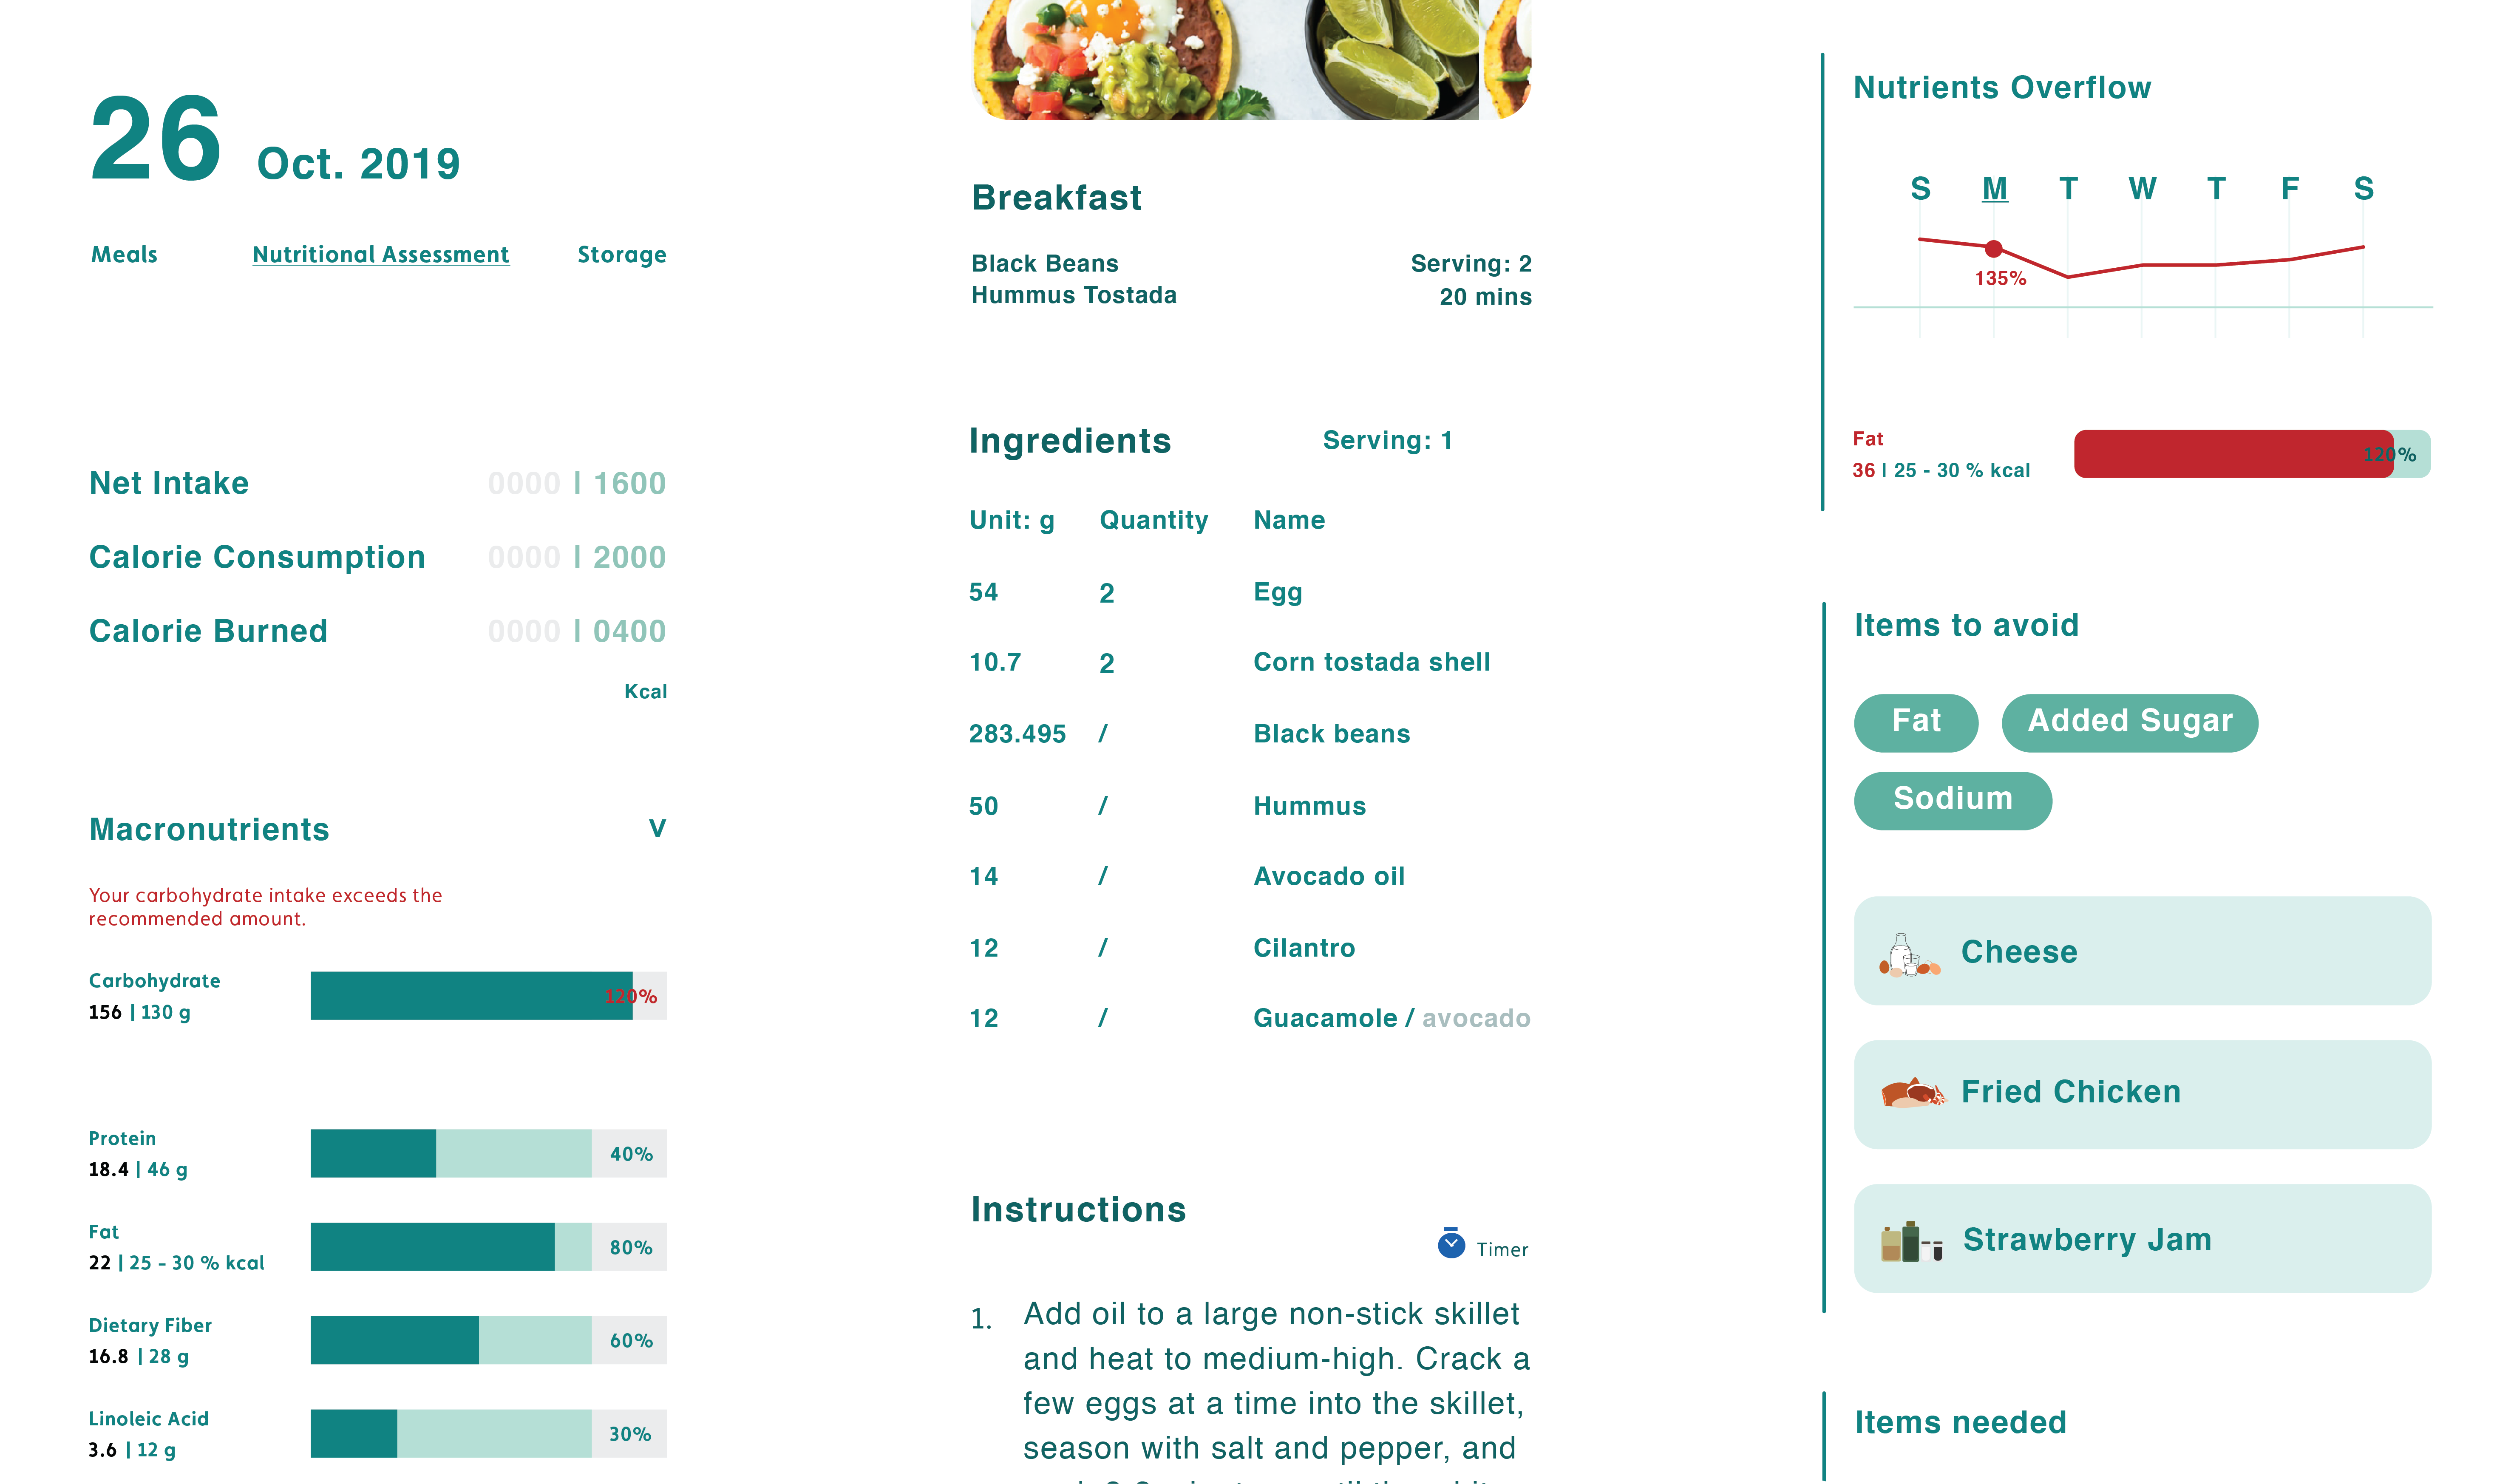 26 Oct. 2019
Meals Nutritional Assessment Storage
Net Intake 0000 | 1600
Calorie Consumption 0000 | 2000
Calorie Burned 0000 | 0400
Kcal
Macronutrients V
Your carbohydrate intake exceeds the
recommended amount.
Carbohydrate
156 | 130 g
120%
Protein
18.4 | 46 g
40%
Fat
22 | 25 - 30 % kcal
80%
Dietary Fiber
16.8 | 28 g
60%
Linoleic Acid
3.6 | 12 g
30%
Breakfast
Black Beans
Hummus Tostada
Serving: 2
20 mins
Ingredients Serving: 1
Unit: g Quantity Name
54 2 Egg
10.7 2 Corn tostada shell
283.495 / Black beans
50 / Hummus
14 / Avocado oil
12 / Cilantro
12 / Guacamole / avocado
Instructions
Timer
1. Add oil to a large non-stick skillet
and heat to medium-high. Crack a
few eggs at a time into the skillet,
season with salt and pepper, and
Nutrients Overflow
S M T W T F S
135%
Fat
36 | 25 - 30 % kcal
120%
Items to avoid
Fat Added Sugar
Sodium
Cheese
Fried Chicken
Strawberry Jam
Items needed